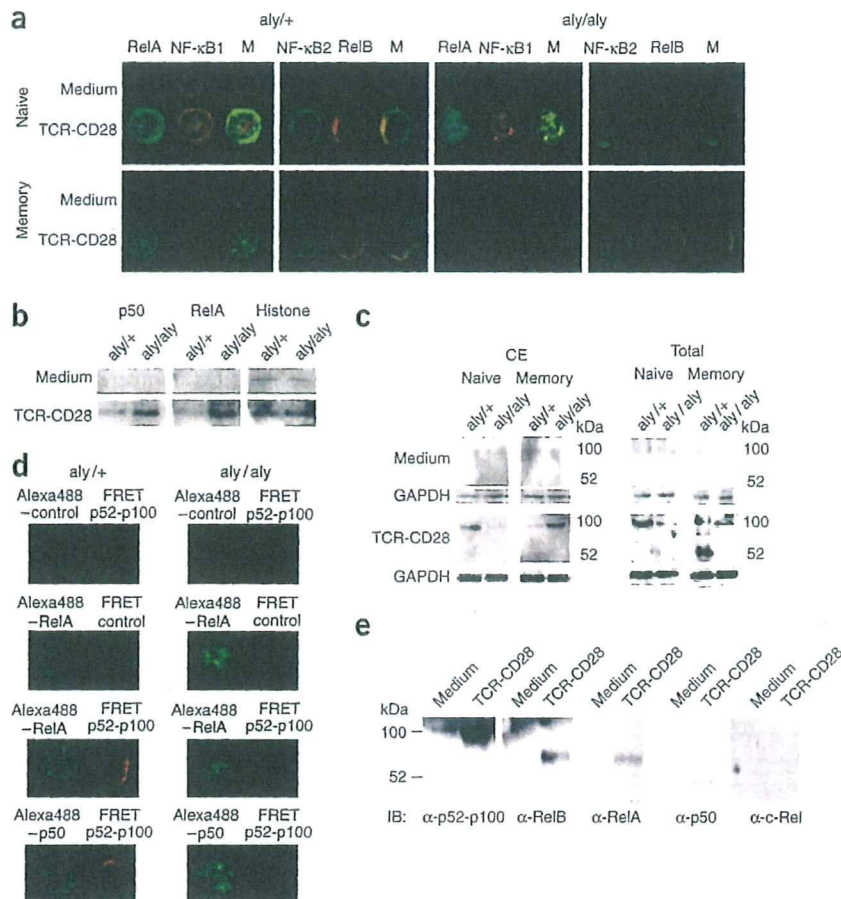 a
aly/+ aly/aly
RelA NF-κB1 M NF-κB2 RelB M RelA NF-κB1 M NF-κB2 RelB M
Naive
Medium
TCR-CD28
Memory
Medium
TCR-CD28
b
p50 RelA Histone
aly/+ aly/aly aly/+ aly/aly aly/+ aly/aly
Medium
TCR-CD28
c
CE Total
Naive Memory Naive Memory
aly/+ aly/aly aly/+ aly/aly kDa aly/+ aly/aly aly/+ aly/aly kDa
Medium 100 100
52 52
GAPDH
TCR-CD28 100 100
52 52
GAPDH
d
aly/+ aly/aly
Alexa488 FRET Alexa488 FRET
–control p52-p100 –control p52-p100
Alexa488 FRET Alexa488 FRET
–RelA control –RelA control
Alexa488 FRET Alexa488 FRET
–RelA p52-p100 –RelA p52-p100
Alexa488 FRET Alexa488 FRET
–p50 p52-p100 –p50 p52-p100
e
Medium TCR-CD28 Medium TCR-CD28 Medium TCR-CD28 Medium TCR-CD28 Medium TCR-CD28
kDa
100
52
IB: α-p52-p100 α-RelB α-RelA α-p50 α-c-Rel